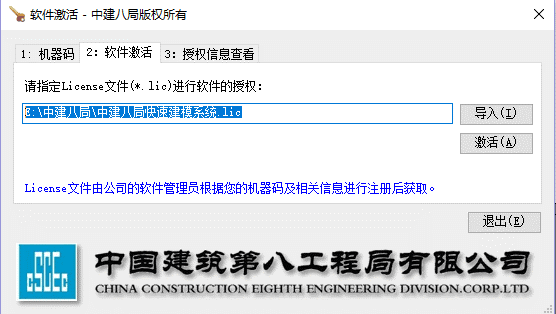 软件激活 - 中建八局版权所有
1: 机器码 2: 软件激活 3: 授权信息查看
请指定License文件(*.lic)进行软件的授权:
C:\中建八局\中建八局快速建模系统.lic
导入(I)
激活(A)
License文件由公司的软件管理员根据您的机器码及相关信息进行注册后获取。
退出(E)
CSCEC
中国建筑第八工程局有限公司
CHINA CONSTRUCTION EIGHTH ENGINEERING DIVISION.CORP.LTD